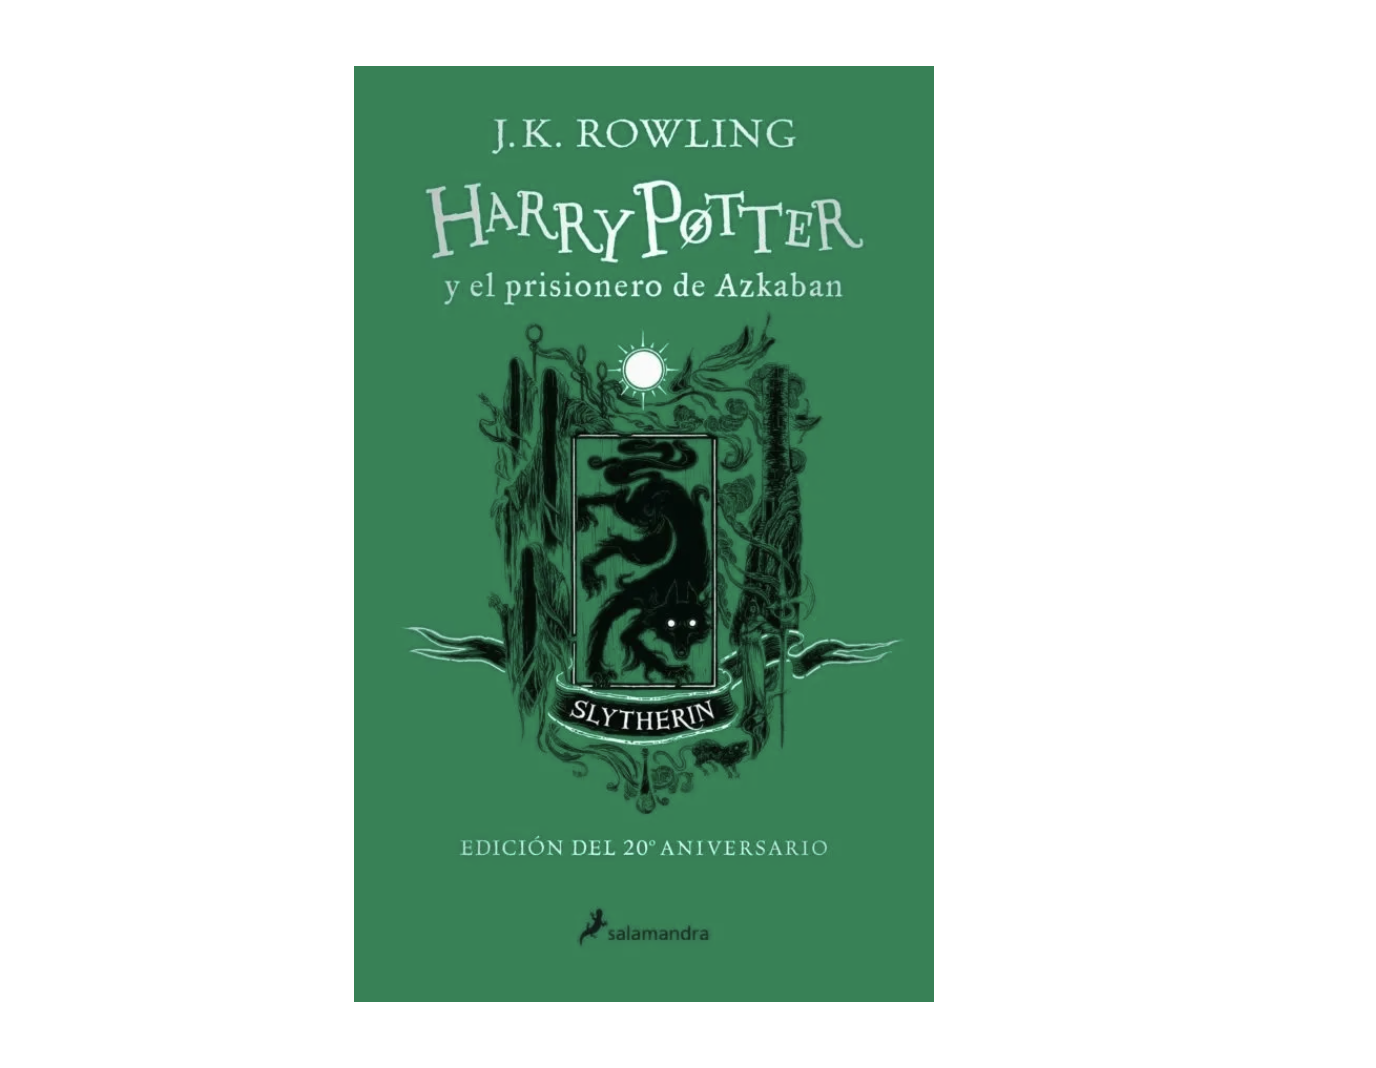 J.K. ROWLING
HARRY POTTER
y el prisionero de Azkaban
SLYTHERIN
EDICIÓN DEL 20º ANIVERSARIO
salamandra